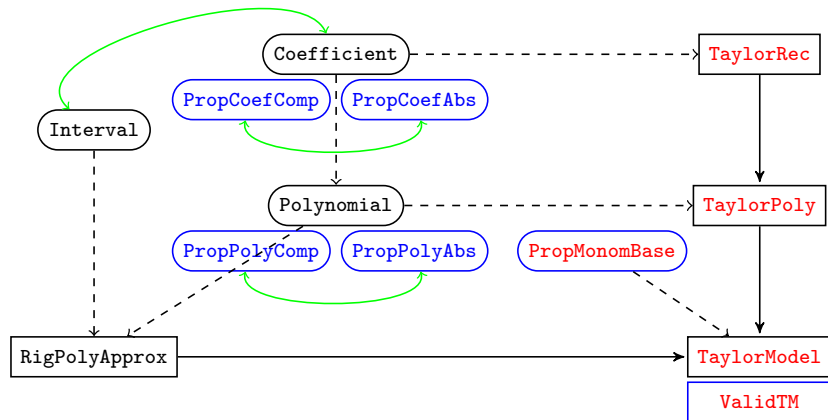 Coefficient
TaylorRec
PropCoefComp
PropCoefAbs
Interval
Polynomial
TaylorPoly
PropPolyComp
PropPolyAbs
PropMonomBase
RigPolyApprox
TaylorModel
ValidTM